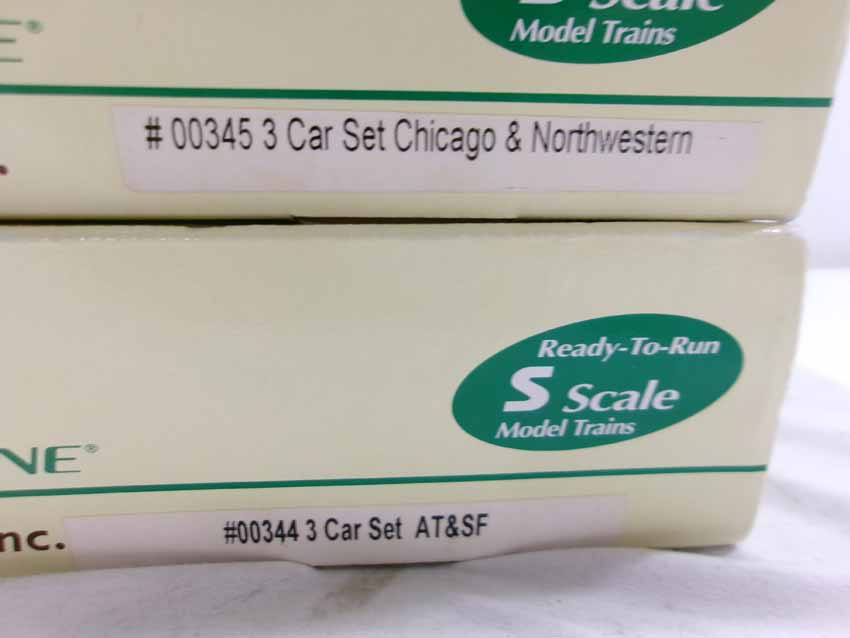 Scale
Model Trains
E®
# 00345 3 Car Set Chicago & Northwestern
Ready-To-Run
S Scale
Model Trains
NE®
nc.
#00344 3 Car Set AT&SF